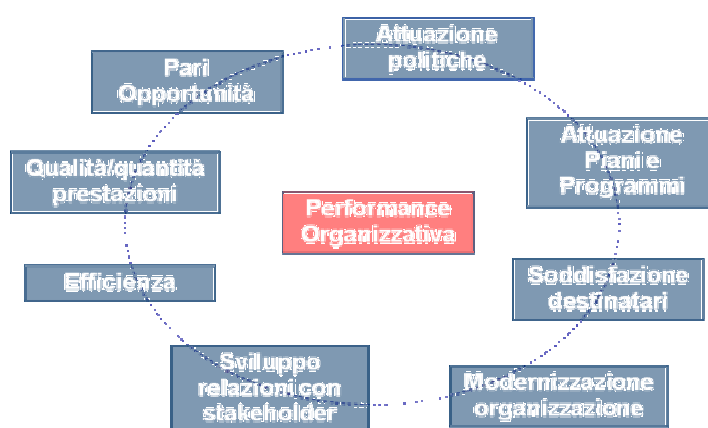 Attuazione
politiche
Pari
Opportunità
Attuazione
Piani e
Programmi
Qualità/quantità
prestazioni
Performance
Organizzativa
Efficienza
Soddisfazione
destinatari
Sviluppo
relazioni con
stakeholder
Modernizzazione
organizzazione